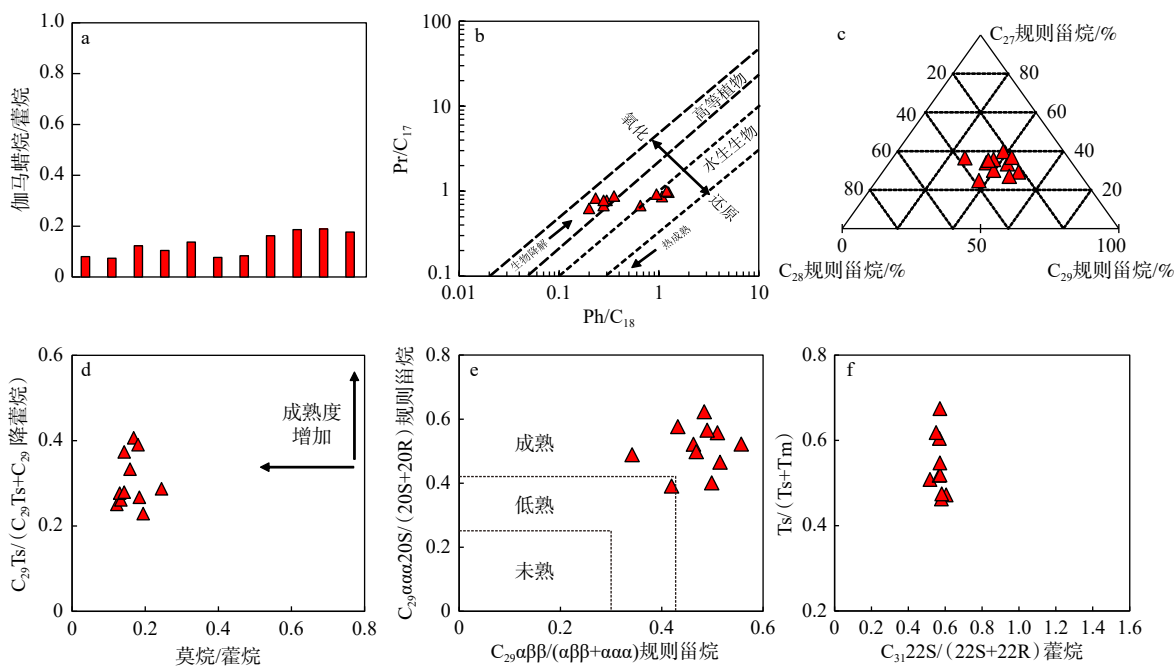 a
伽马蜡烷/藿烷
1.0
0.8
0.6
0.4
0.2
0
b
Pr/C₁₇
100
10
1
0.1
0.01
0.1
1
10
Ph/C₁₈
氧化
高等植物
水生生物
还原
生物降解
热成熟
c
C₂₇规则甾烷/%
20
80
40
60
60
40
80
20
0
50
100
C₂₈规则甾烷/%
C₂₉规则甾烷/%
d
C₂₉Ts/(C₂₉Ts+C₂₉降藿烷)
0.6
0.4
0.2
0
成熟度
增加
0
0.2
0.4
0.6
0.8
莫烷/藿烷
e
C₂₉ααα20S/(20S+20R)规则甾烷
0.8
0.6
0.4
0.2
0
成熟
低熟
未熟
0
0.2
0.4
0.6
C₂₉αββ/(αββ+ααα)规则甾烷
f
Ts/(Ts+Tm)
0.8
0.6
0.4
0.2
0
0.2
0.4
0.6
0.8
1.0
1.2
1.4
1.6
C₃₁22S/(22S+22R)藿烷